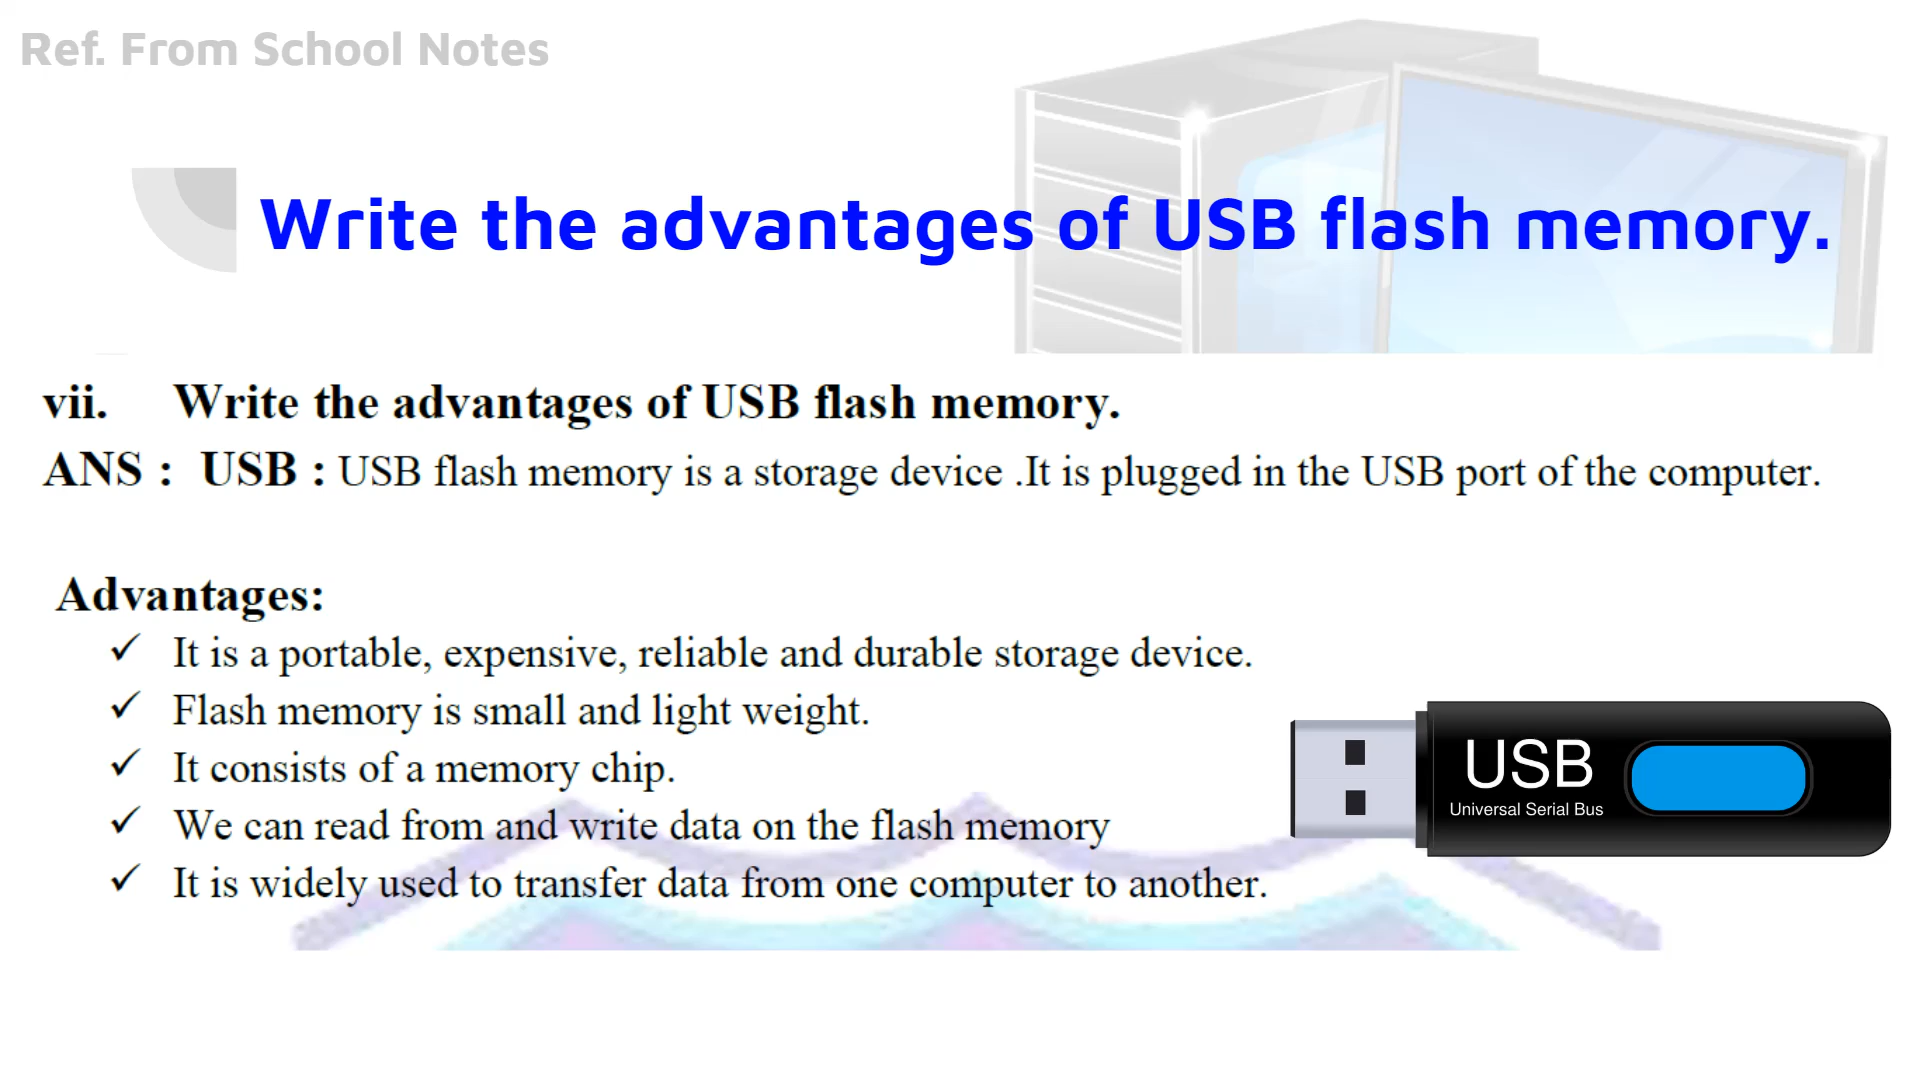 Ref. From School Notes
Write the advantages of USB flash memory.
vii. Write the advantages of USB flash memory.
ANS : USB : USB flash memory is a storage device .It is plugged in the USB port of the computer.
Advantages:
✓ It is a portable, expensive, reliable and durable storage device.
✓ Flash memory is small and light weight.
✓ It consists of a memory chip.
✓ We can read from and write data on the flash memory
✓ It is widely used to transfer data from one computer to another.
USB
Universal Serial Bus